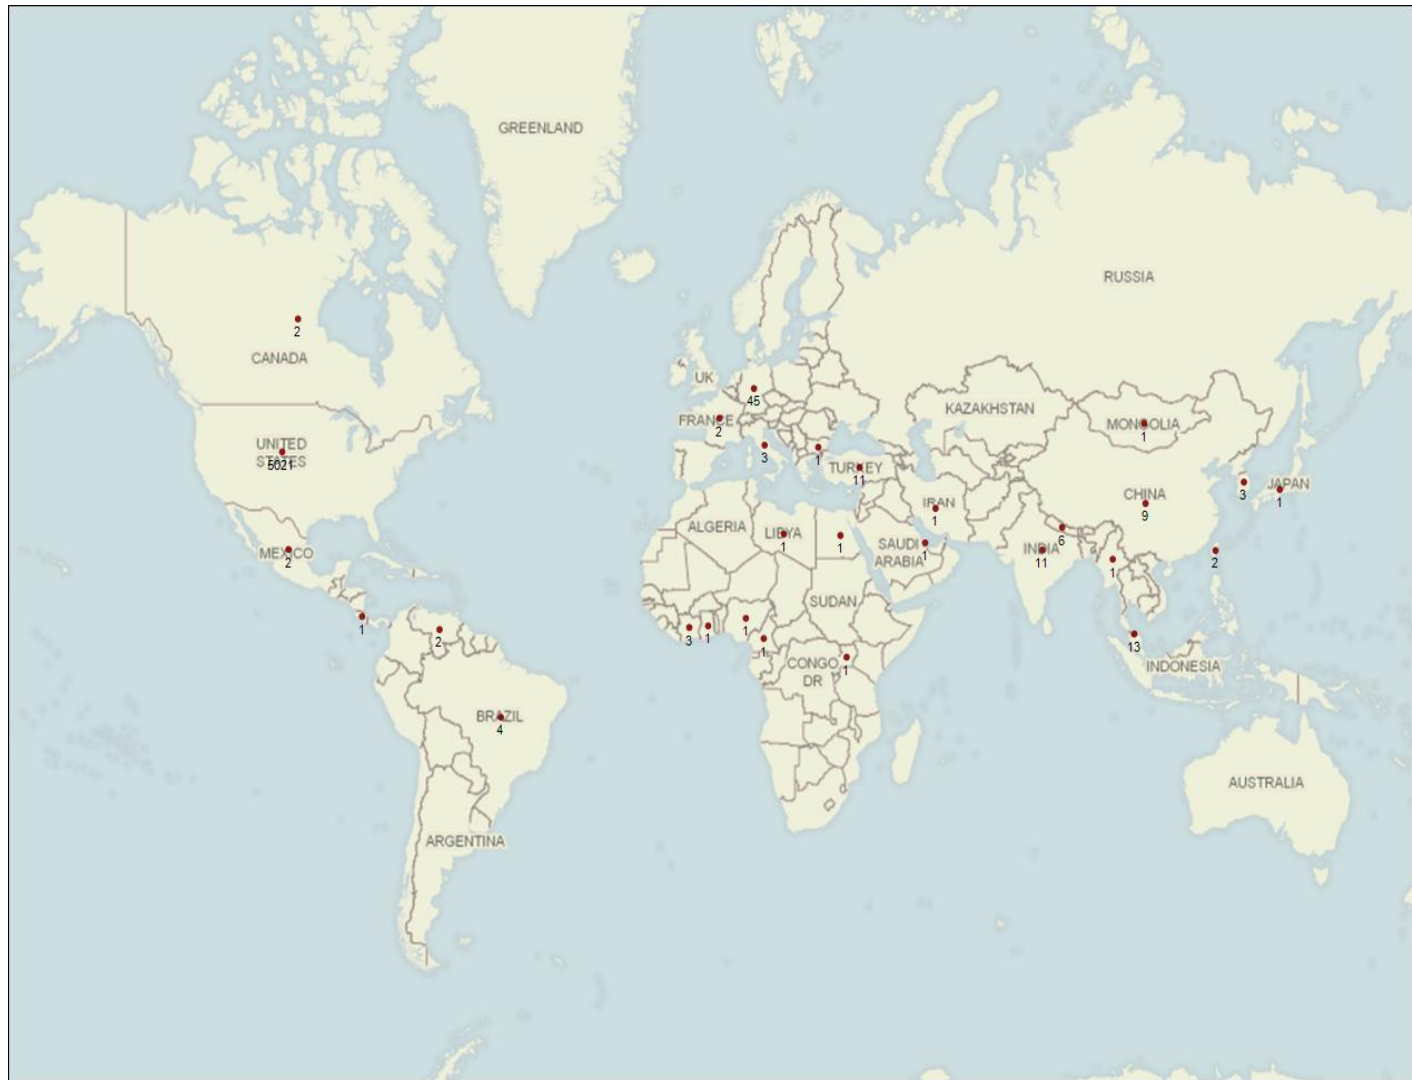 GREENLAND
RUSSIA
2
CANADA
UK
45
FRANCE
2
KAZAKHSTAN
MONGOLIA
1
UNITED
STATES
5021
3
1
TURKEY
11
IRAN
1
CHINA
9
3
JAPAN
1
ALGERIA
LIBYA
1
1
SAUDI
ARABIA
1
6
INDIA
11
1
2
MEXICO
2
SUDAN
1
2
3
1
1
1
CONGO
DR
1
13
INDONESIA
BRAZIL
4
AUSTRALIA
ARGENTINA